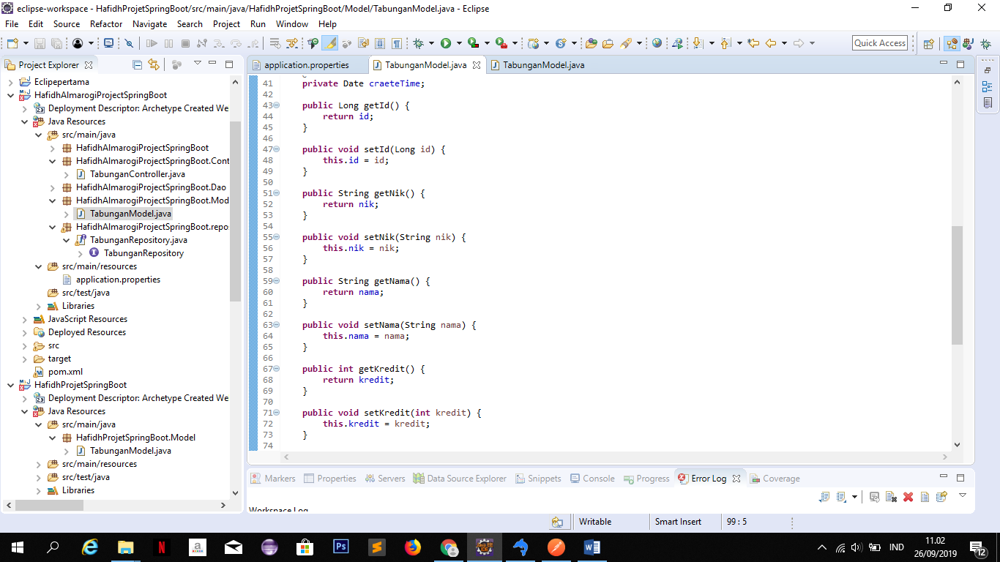 eclipse-workspace - HafidhProjetSpringBoot/src/main/java/HafidhProjetSpringBoot/Model/TabunganModel.java - Eclipse
File Edit Source Refactor Navigate Search Project Run Window Help
Quick Access
Project Explorer
application.properties TabunganModel.java TabunganModel.java
Eclipepertama
HafidhAlmarogiProjectSpringBoot
Deployment Descriptor: Archetype Created We
Java Resources
src/main/java
HafidhAlmarogiProjectSpringBoot
HafidhAlmarogiProjectSpringBoot.Cont
TabunganController.java
HafidhAlmarogiProjectSpringBoot.Dao
HafidhAlmarogiProjectSpringBoot.Mod
TabunganModel.java
HafidhAlmarogiProjectSpringBoot.repo
TabunganRepository.java
TabunganRepository
src/main/resources
application.properties
src/test/java
Libraries
JavaScript Resources
Deployed Resources
src
target
pom.xml
HafidhProjetSpringBoot
Deployment Descriptor: Archetype Created We
Java Resources
src/main/java
HafidhProjetSpringBoot.Model
TabunganModel.java
src/main/resources
src/test/java
Libraries
41 private Date craeteTime;
42
43 public Long getId() {
44 return id;
45 }
46
47 public void setId(Long id) {
48 this.id = id;
49 }
50
51 public String getNik() {
52 return nik;
53 }
54
55 public void setNik(String nik) {
56 this.nik = nik;
57 }
58
59 public String getNama() {
60 return nama;
61 }
62
63 public void setNama(String nama) {
64 this.nama = nama;
65 }
66
67 public int getKredit() {
68 return kredit;
69 }
70
71 public void setKredit(int kredit) {
72 this.kredit = kredit;
73 }
74
Markers Properties Servers Data Source Explorer Snippets Console Progress Error Log Coverage
Workspace Log
Writable Smart Insert 99 : 5
IND
11.02
26/09/2019
12